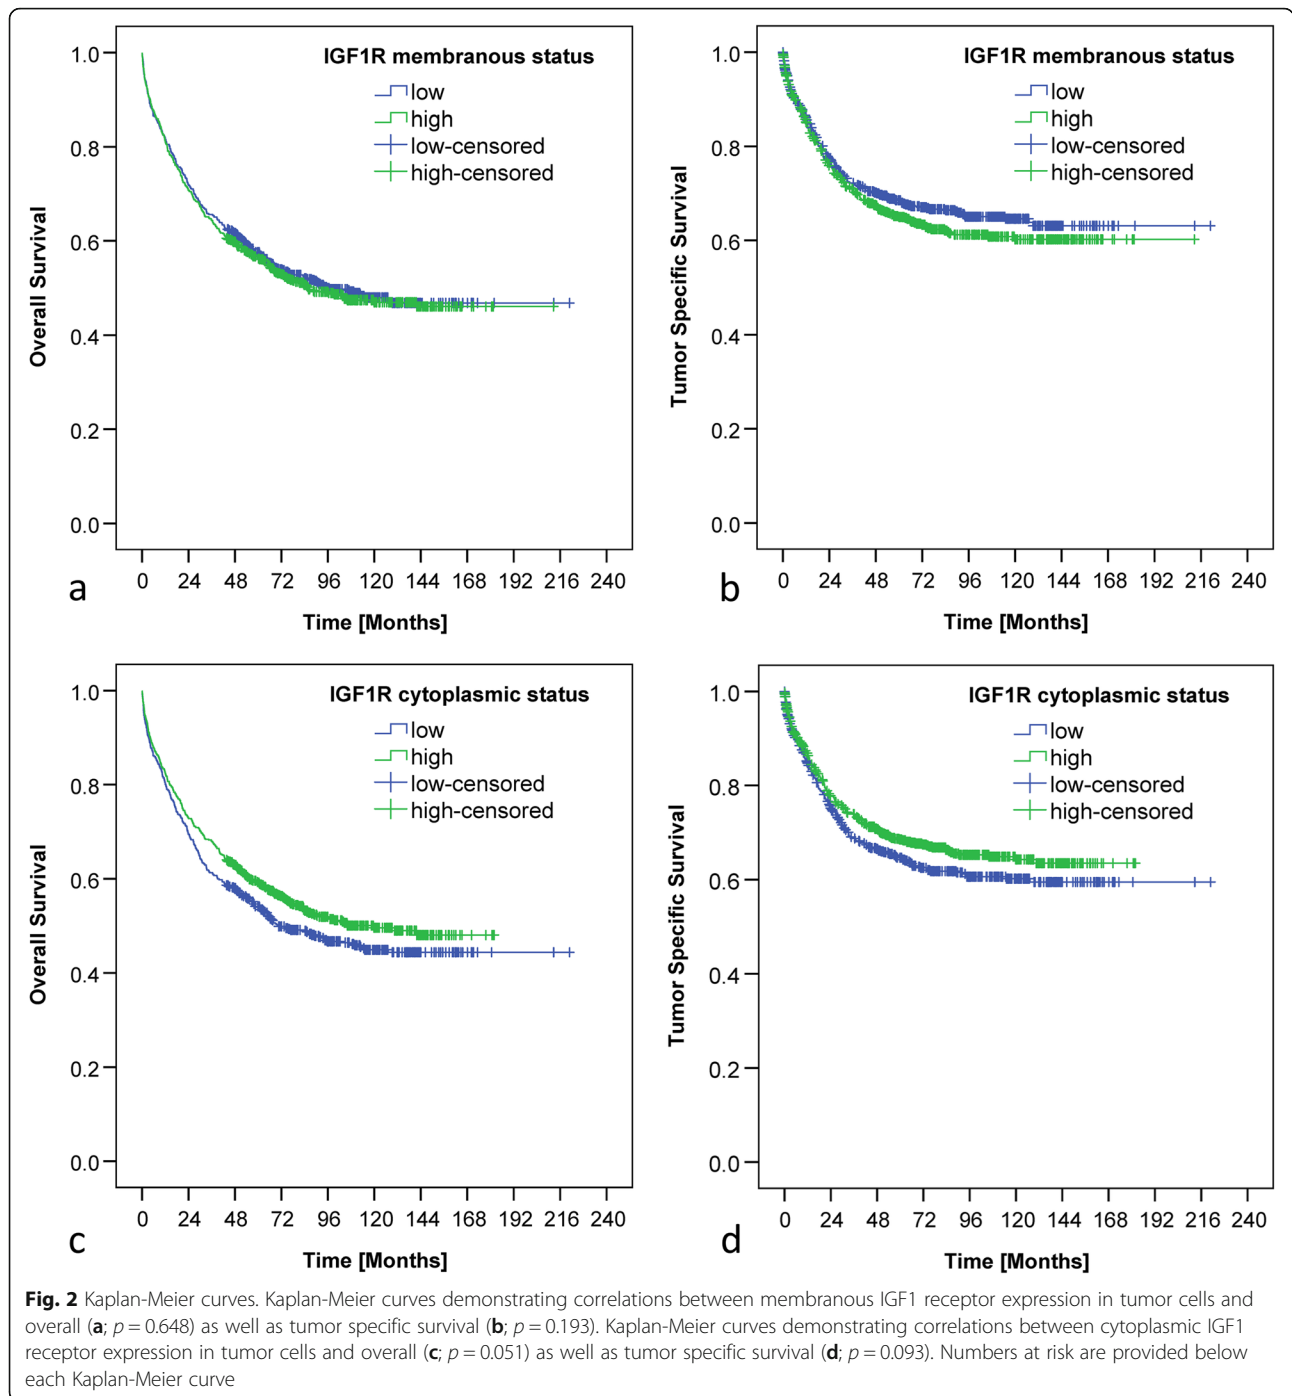 IGF1R membranous status
low
high
low-censored
high-censored
Overall Survival
1.0
0.8
0.6
0.4
0.2
0.0
0 24 48 72 96 120 144 168 192 216 240
a
Time [Months]
IGF1R membranous status
low
high
low-censored
high-censored
Tumor Specific Survival
1.0
0.8
0.6
0.4
0.2
0.0
0 24 48 72 96 120 144 168 192 216 240
b
Time [Months]
IGF1R cytoplasmic status
low
high
low-censored
high-censored
Overall Survival
1.0
0.8
0.6
0.4
0.2
0.0
0 24 48 72 96 120 144 168 192 216 240
c
Time [Months]
IGF1R cytoplasmic status
low
high
low-censored
high-censored
Tumor Specific Survival
1.0
0.8
0.6
0.4
0.2
0.0
0 24 48 72 96 120 144 168 192 216 240
d
Time [Months]
Fig. 2 Kaplan-Meier curves. Kaplan-Meier curves demonstrating correlations between membranous IGF1 receptor expression in tumor cells and
overall (a; p = 0.648) as well as tumor specific survival (b; p = 0.193). Kaplan-Meier curves demonstrating correlations between cytoplasmic IGF1
receptor expression in tumor cells and overall (c; p = 0.051) as well as tumor specific survival (d; p = 0.093). Numbers at risk are provided below
each Kaplan-Meier curve